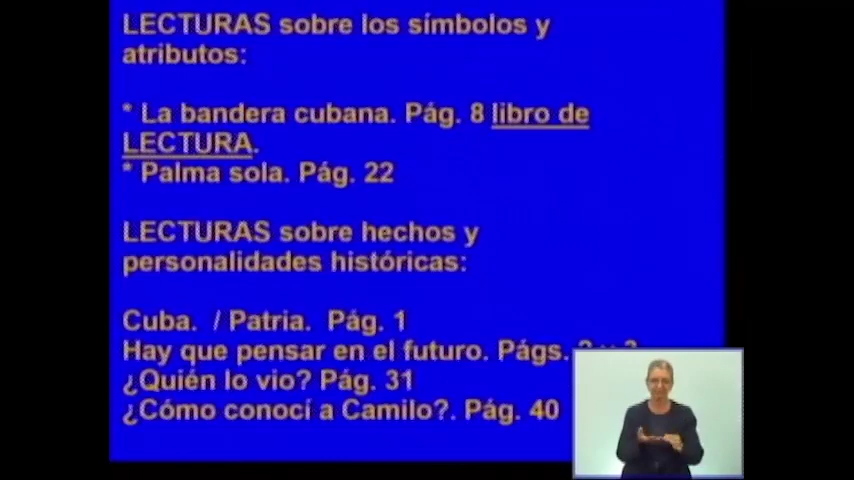 LECTURAS sobre los símbolos y
atributos:
* La bandera cubana. Pág. 8 libro de
LECTURA.
* Palma sola. Pág. 22
LECTURAS sobre hechos y
personalidades históricas:
Cuba. / Patria. Pág. 1
Hay que pensar en el futuro. Págs.
¿Quién lo vio? Pág. 31
¿Cómo conocí a Camilo?. Pág. 40